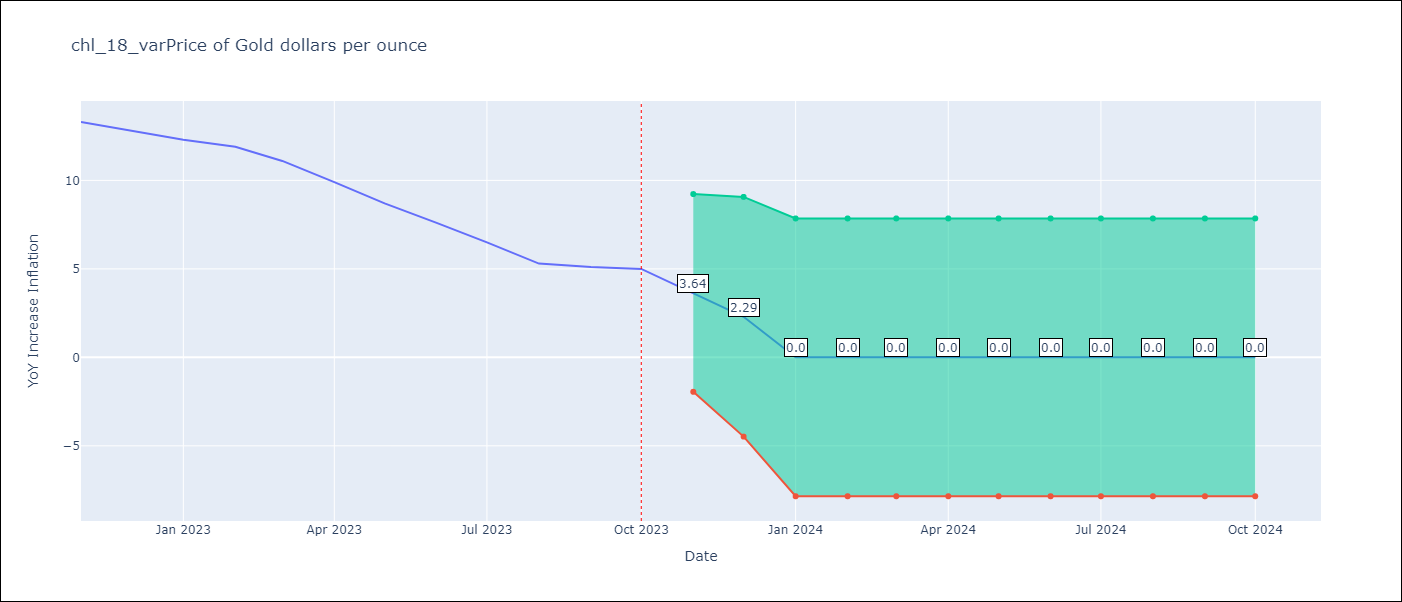 chl_18_varPrice of Gold dollars per ounce
YoY Increase Inflation
10
5
0
−5
3.64
2.29
0.0
0.0
0.0
0.0
0.0
0.0
0.0
0.0
0.0
0.0
Jan 2023
Apr 2023
Jul 2023
Oct 2023
Jan 2024
Apr 2024
Jul 2024
Oct 2024
Date